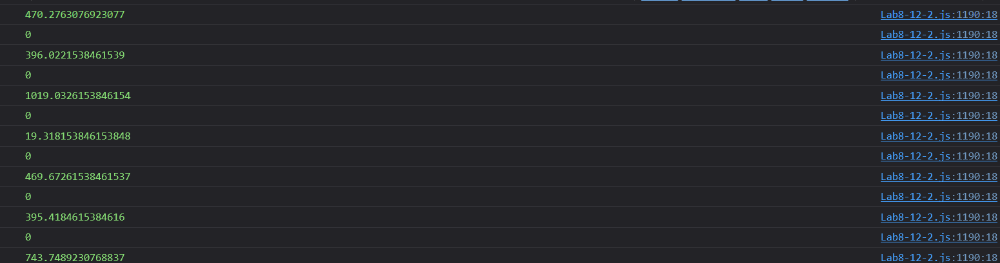 470.2763076923077 Lab8-12-2.js:1190:18
0 Lab8-12-2.js:1190:18
396.0221538461539 Lab8-12-2.js:1190:18
0 Lab8-12-2.js:1190:18
1019.0326153846154 Lab8-12-2.js:1190:18
0 Lab8-12-2.js:1190:18
19.318153846153848 Lab8-12-2.js:1190:18
0 Lab8-12-2.js:1190:18
469.67261538461537 Lab8-12-2.js:1190:18
0 Lab8-12-2.js:1190:18
395.4184615384616 Lab8-12-2.js:1190:18
0 Lab8-12-2.js:1190:18
743.7489230768837 Lab8-12-2.js:1190:18